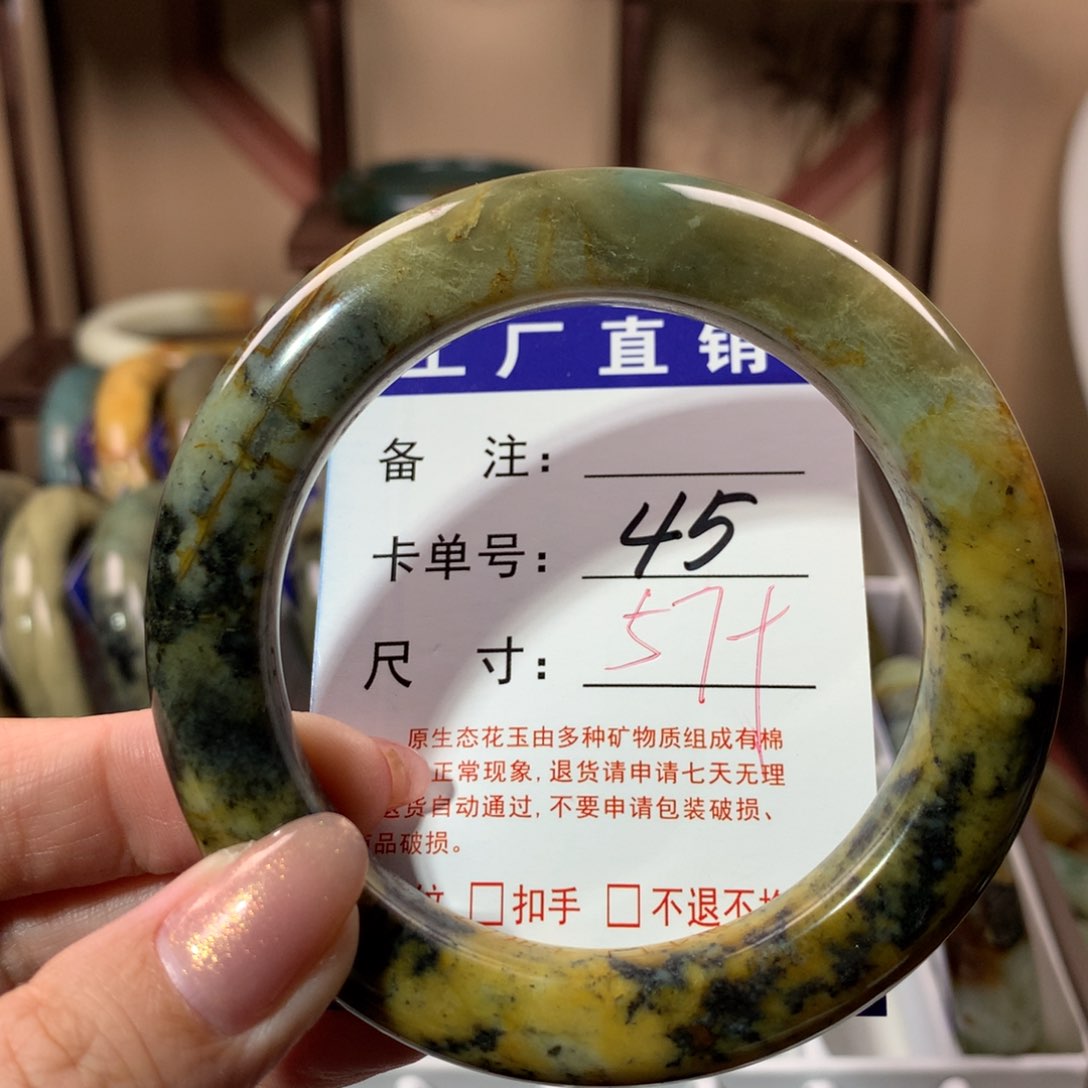 工厂直销
备 注:
卡单号: 45
尺 寸: 57+
原生态花玉由多种矿物质组成有棉
正常现象,退货请申请七天无理
退货自动通过,不要申请包装破损、
品破损。
□扣手 □不退不